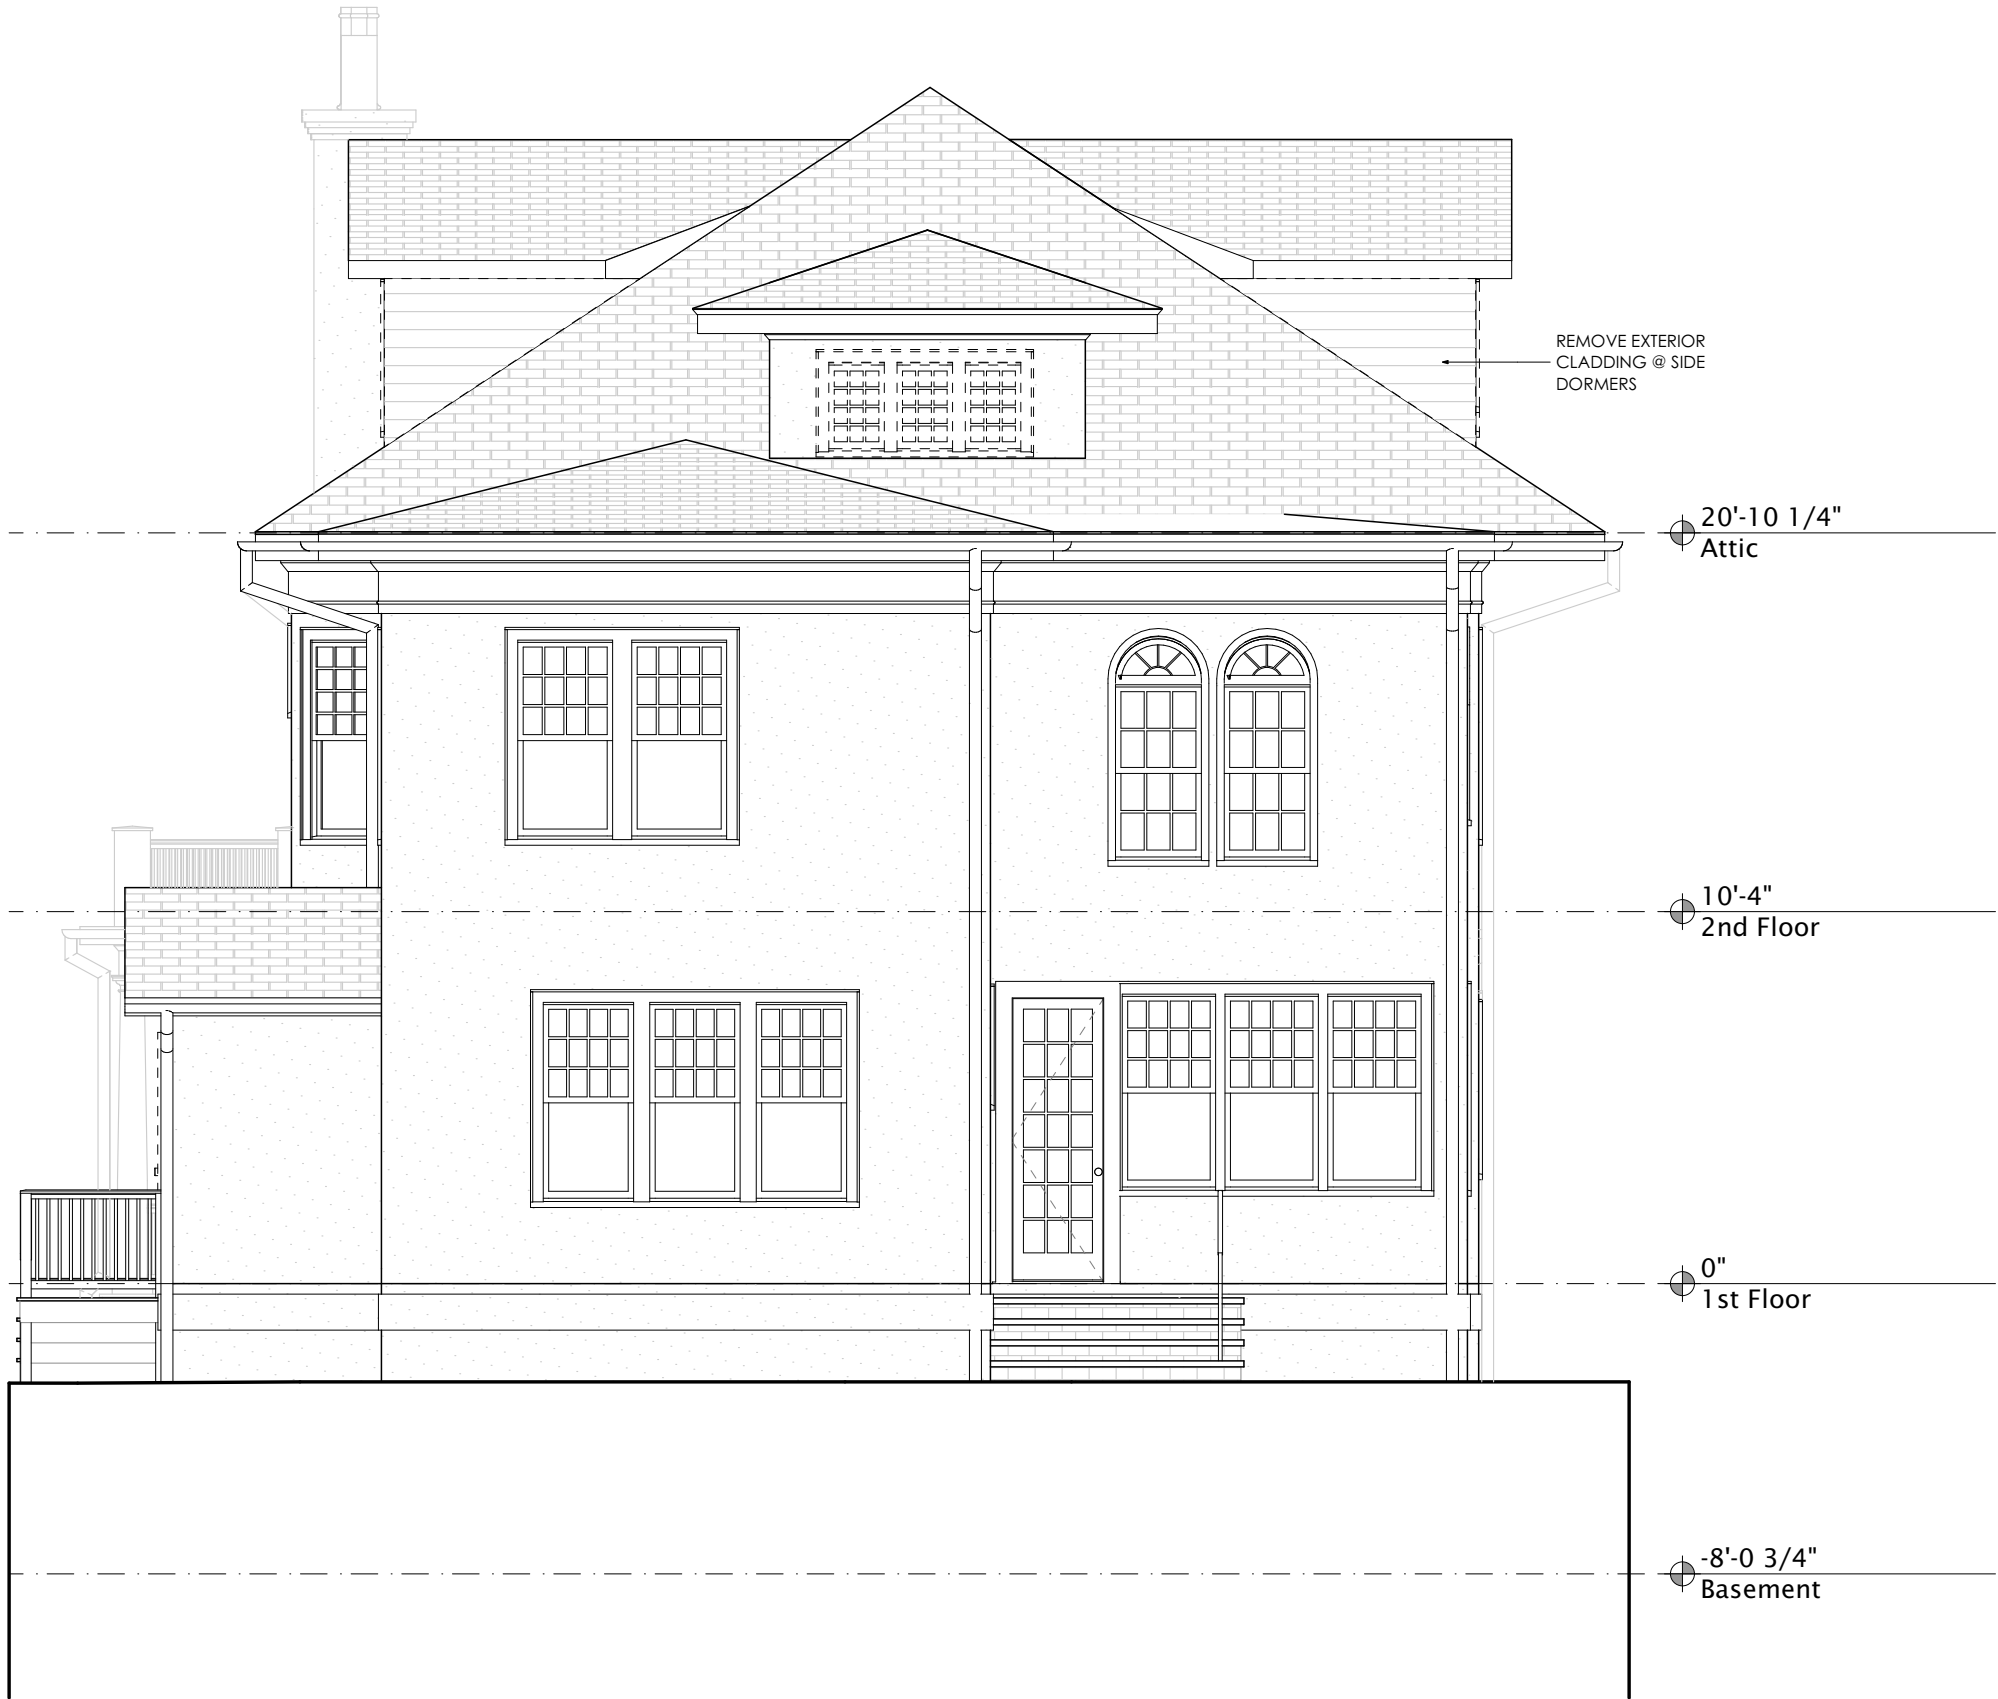 REMOVE EXTERIOR
CLADDING @ SIDE
DORMERS
20'-10 1/4"
Attic
10'-4"
2nd Floor
0"
1st Floor
-8'-0 3/4"
Basement